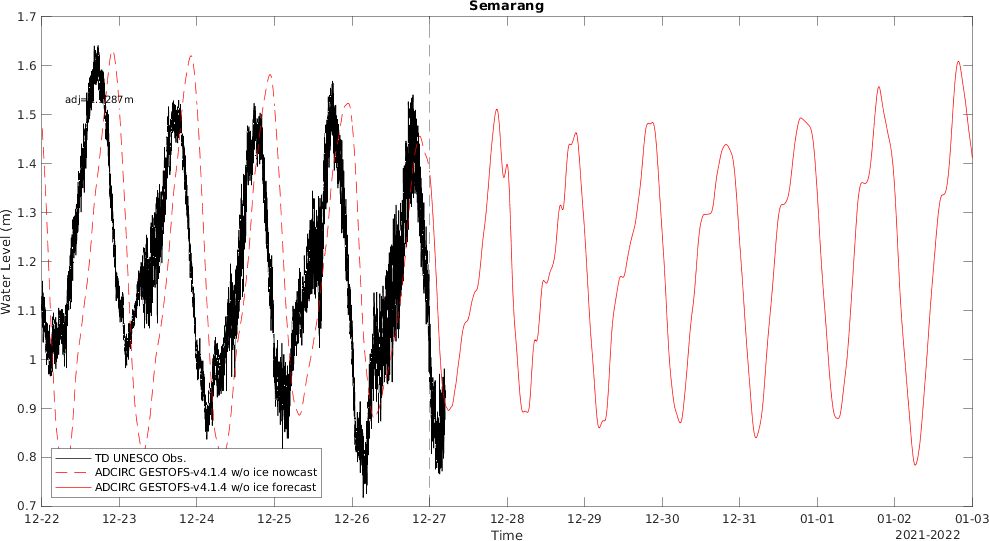 Semarang
1.7
1.6
1.5
1.4
1.3
1.2
1.1
1
0.9
0.8
0.7
Water Level (m)
TD UNESCO Obs.
ADCIRC GESTOFS-v4.1.4 w/o ice nowcast
ADCIRC GESTOFS-v4.1.4 w/o ice forecast
12-22 12-23 12-24 12-25 12-26 12-27 12-28 12-29 12-30 12-31 01-01 01-02 01-03
Time
2021-2022